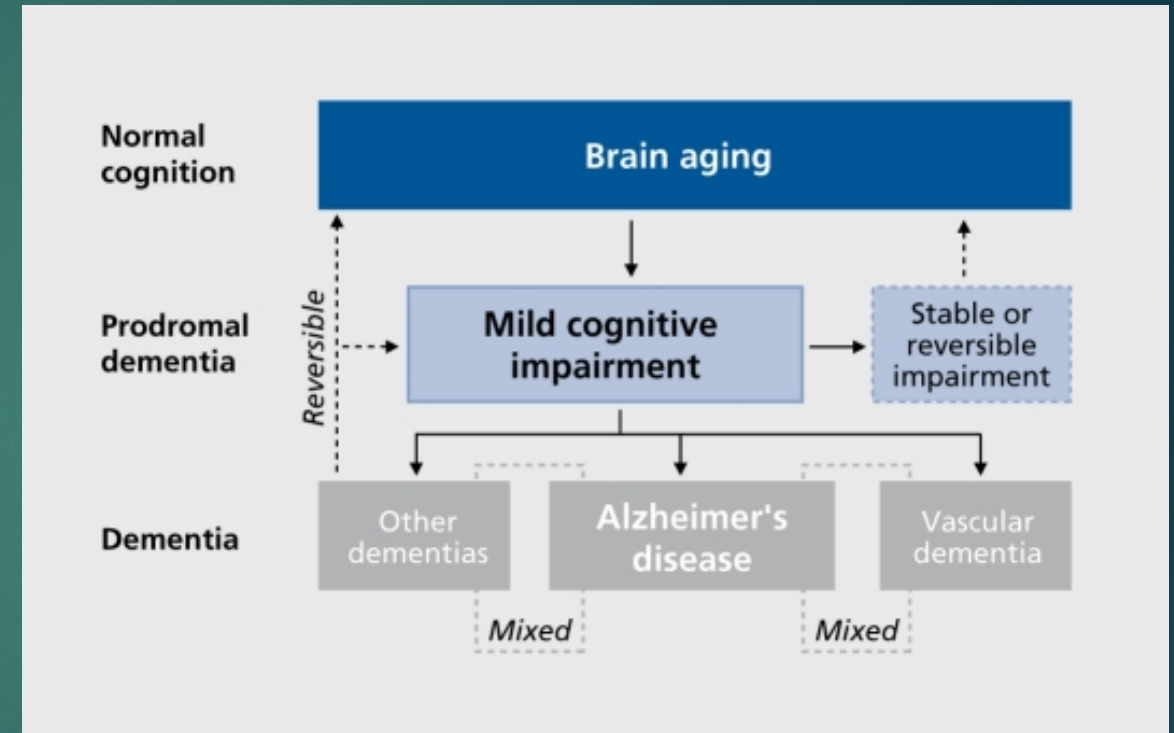 Normal
cognition
Brain aging
Prodromal
dementia
Reversible
Mild cognitive
impairment
Stable or
reversible
impairment
Dementia
Other
dementias
Alzheimer's
disease
Vascular
dementia
Mixed
Mixed